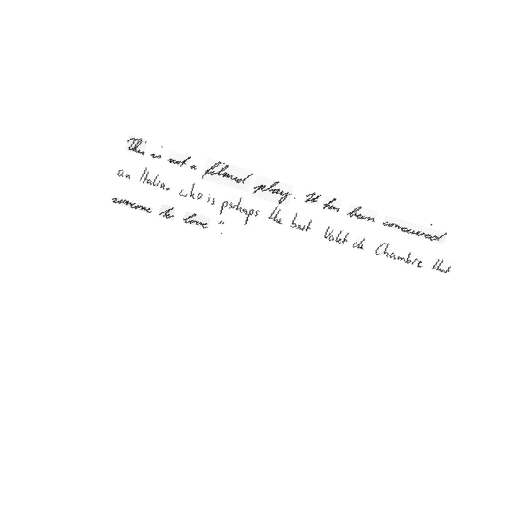 This is not a filmed play. It has been conceived
an Italian who is perhaps the best Valet de Chambre that
someone to love ".